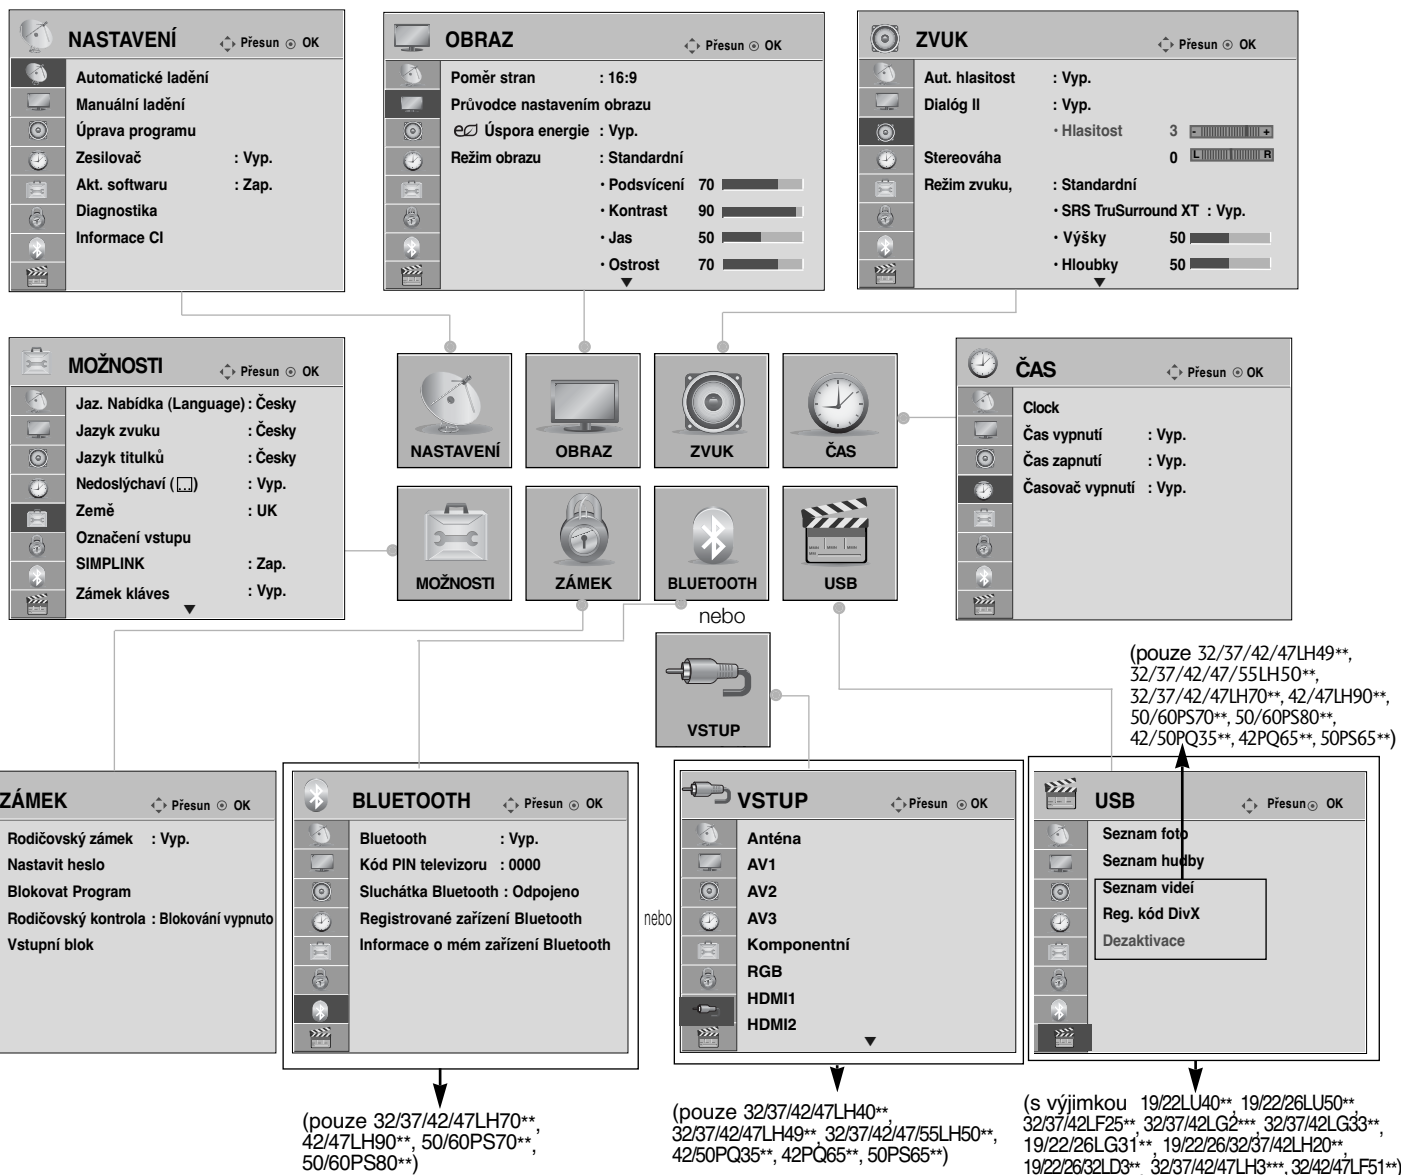 NASTAVENÍ Přesun OK
Automatické ladění
Manuální ladění
Úprava programu
Zesilovač : Vyp.
Akt. softwaru : Zap.
Diagnostika
Informace CI
OBRAZ Přesun OK
Poměr stran : 16:9
Průvodce nastavením obrazu
Úspora energie : Vyp.
Režim obrazu : Standardní
• Podsvícení 70
• Kontrast 90
• Jas 50
• Ostrost 70
ZVUK Přesun OK
Aut. hlasitost : Vyp.
Dialóg II : Vyp.
• Hlasitost 3 - +
Stereováha 0 L R
Režim zvuku, : Standardní
• SRS TruSurround XT : Vyp.
• Výšky 50
• Hloubky 50
MOŽNOSTI Přesun OK
Jaz. Nabídka (Language) : Česky
Jazyk zvuku : Česky
Jazyk titulků : Česky
Nedoslýchaví ( ) : Vyp.
Země : UK
Označení vstupu
SIMPLINK : Zap.
Zámek kláves : Vyp.
NASTAVENÍ
OBRAZ
ZVUK
ČAS
MOŽNOSTI
ZÁMEK
BLUETOOTH
USB
nebo
VSTUP
ČAS Přesun OK
Clock
Čas vypnutí : Vyp.
Čas zapnutí : Vyp.
Časovač vypnutí : Vyp.
(pouze 32/37/42/47LH49**,
32/37/42/47/55LH50**,
32/37/42/47LH70**, 42/47LH90**,
50/60PS70**, 50/60PS80**,
42/50PQ35**, 42PQ65**, 50PS65**)
ZÁMEK Přesun OK
Rodičovský zámek : Vyp.
Nastavit heslo
Blokovat Program
Rodičovský kontrola : Blokování vypnuto
Vstupní blok
BLUETOOTH Přesun OK
Bluetooth : Vyp.
Kód PIN televizoru : 0000
Sluchátka Bluetooth : Odpojeno
Registrované zařízení Bluetooth
Informace o mém zařízení Bluetooth
nebo
VSTUP Přesun OK
Anténa
AV1
AV2
AV3
Komponentní
RGB
HDMI1
HDMI2
USB Přesun OK
Seznam foto
Seznam hudby
Seznam videí
Reg. kód DivX
Dezaktivace
(pouze 32/37/42/47LH70**,
42/47LH90**, 50/60PS70**,
50/60PS80**)
(pouze 32/37/42/47LH40**,
32/37/42/47LH49**, 32/37/42/47/55LH50**,
42/50PQ35**, 42PQ65**, 50PS65**)
(s výjimkou 19/22LU40**, 19/22/26LU50**,
32/37/42LF25**, 32/37/42LG2***, 32/37/42LG33**,
19/22/26LG31**, 19/22/26/32/37/42LH20**,
19/22/26/32LD3**, 32/37/42/47LH3***, 32/42/47LF51**)